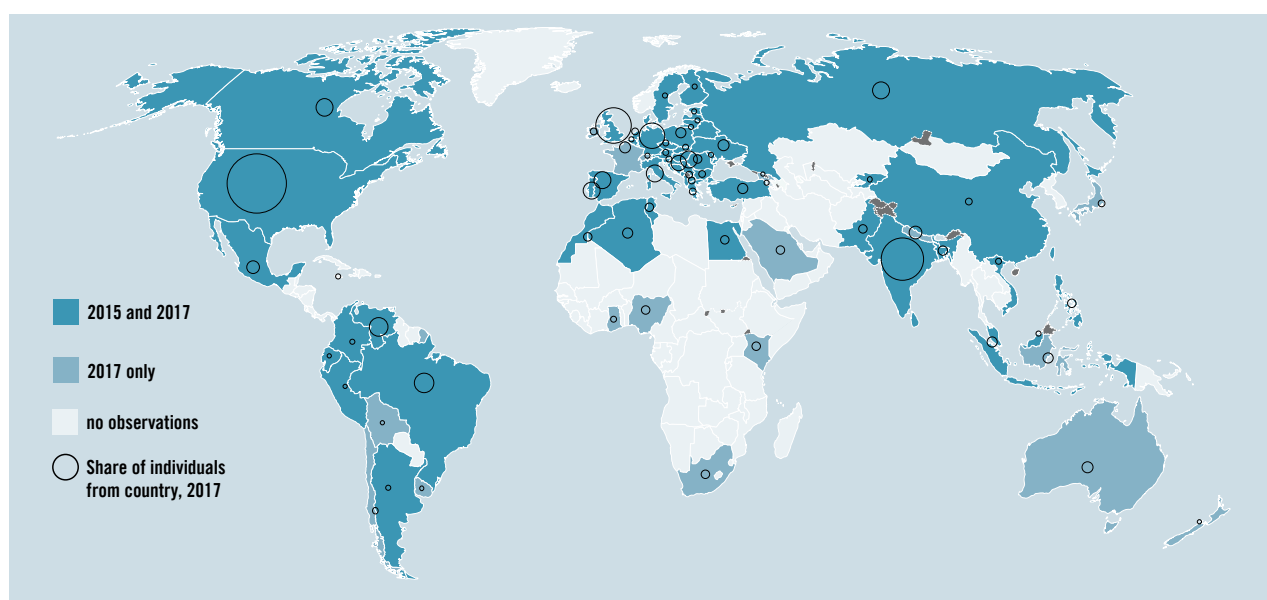 2015 and 2017
2017 only
no observations
Share of individuals
from country, 2017